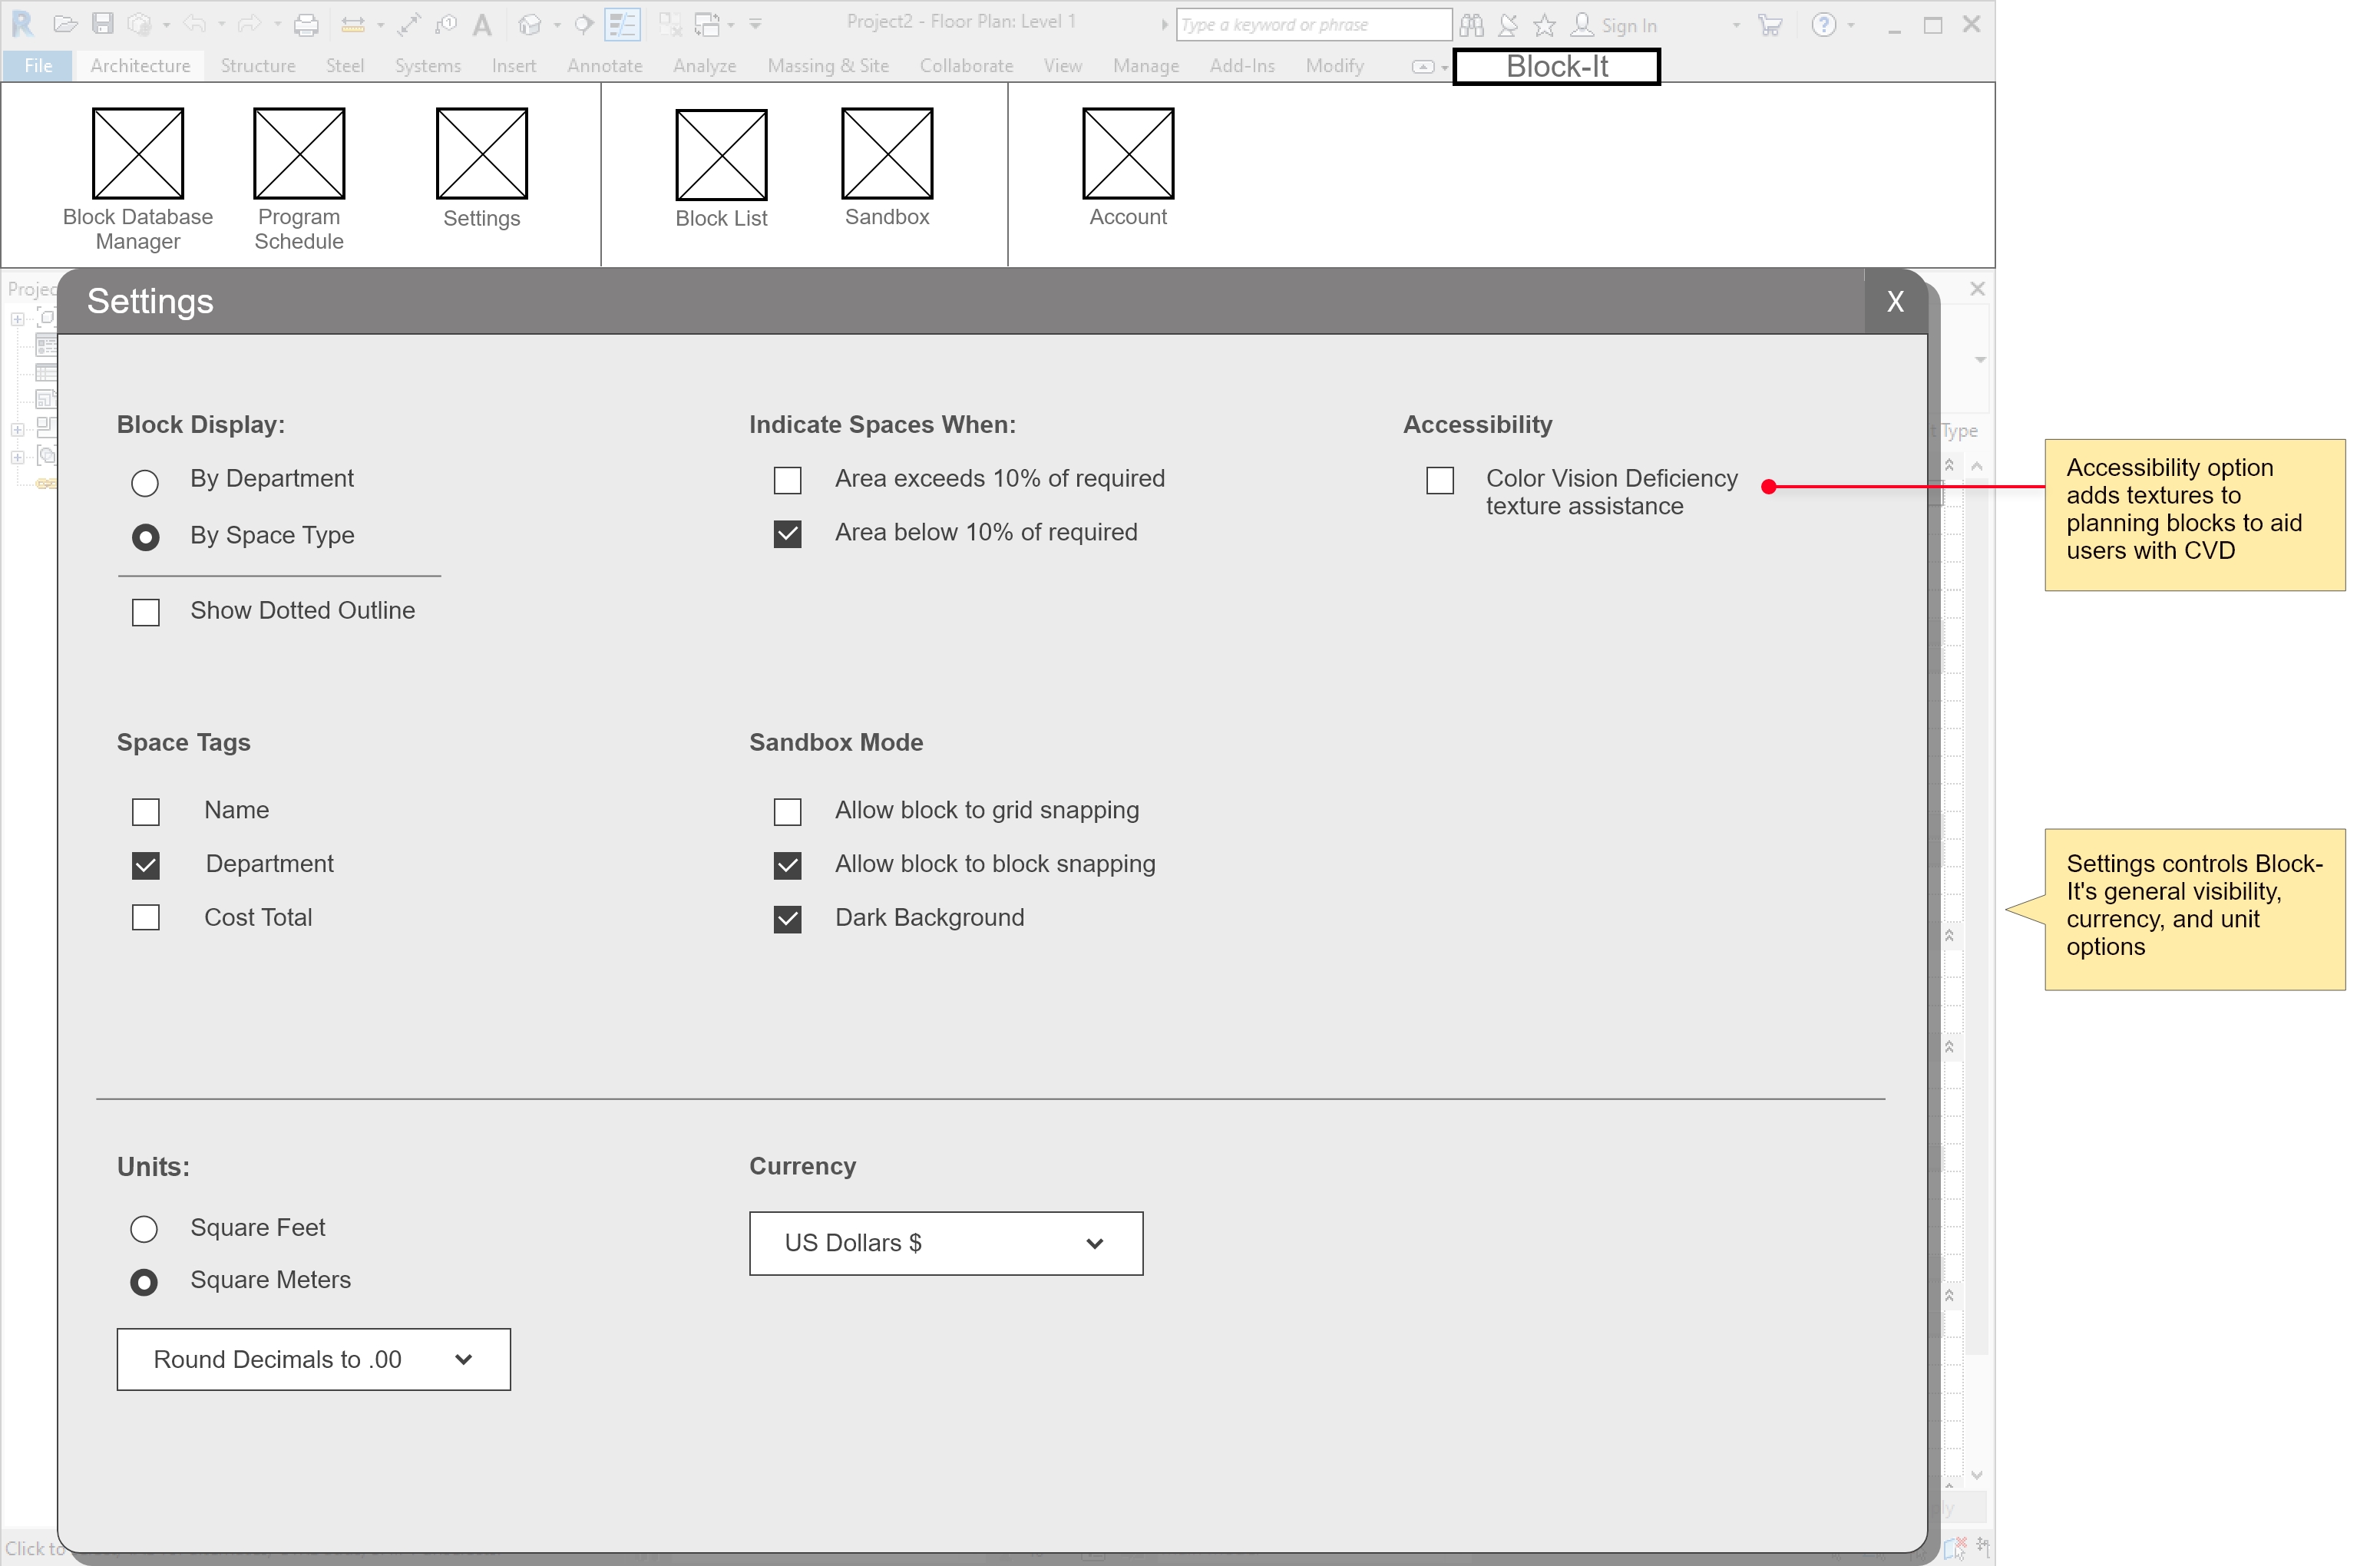 Project2 - Floor Plan: Level 1
Type a keyword or phrase
Sign In
File
Architecture
Structure
Steel
Systems
Insert
Annotate
Analyze
Massing & Site
Collaborate
View
Manage
Add-Ins
Modify
Block-It
Block Database
Manager
Program
Schedule
Settings
Block List
Sandbox
Account
Projec
Settings
X
Type
Block Display:
By Department
By Space Type
Show Dotted Outline
Indicate Spaces When:
Area exceeds 10% of required
Area below 10% of required
Accessibility
Color Vision Deficiency
texture assistance
Accessibility option
adds textures to
planning blocks to aid
users with CVD
Space Tags
Name
Department
Cost Total
Sandbox Mode
Allow block to grid snapping
Allow block to block snapping
Dark Background
Settings controls Block-
It's general visibility,
currency, and unit
options
Units:
Square Feet
Square Meters
Round Decimals to .00
Currency
US Dollars $
Click to